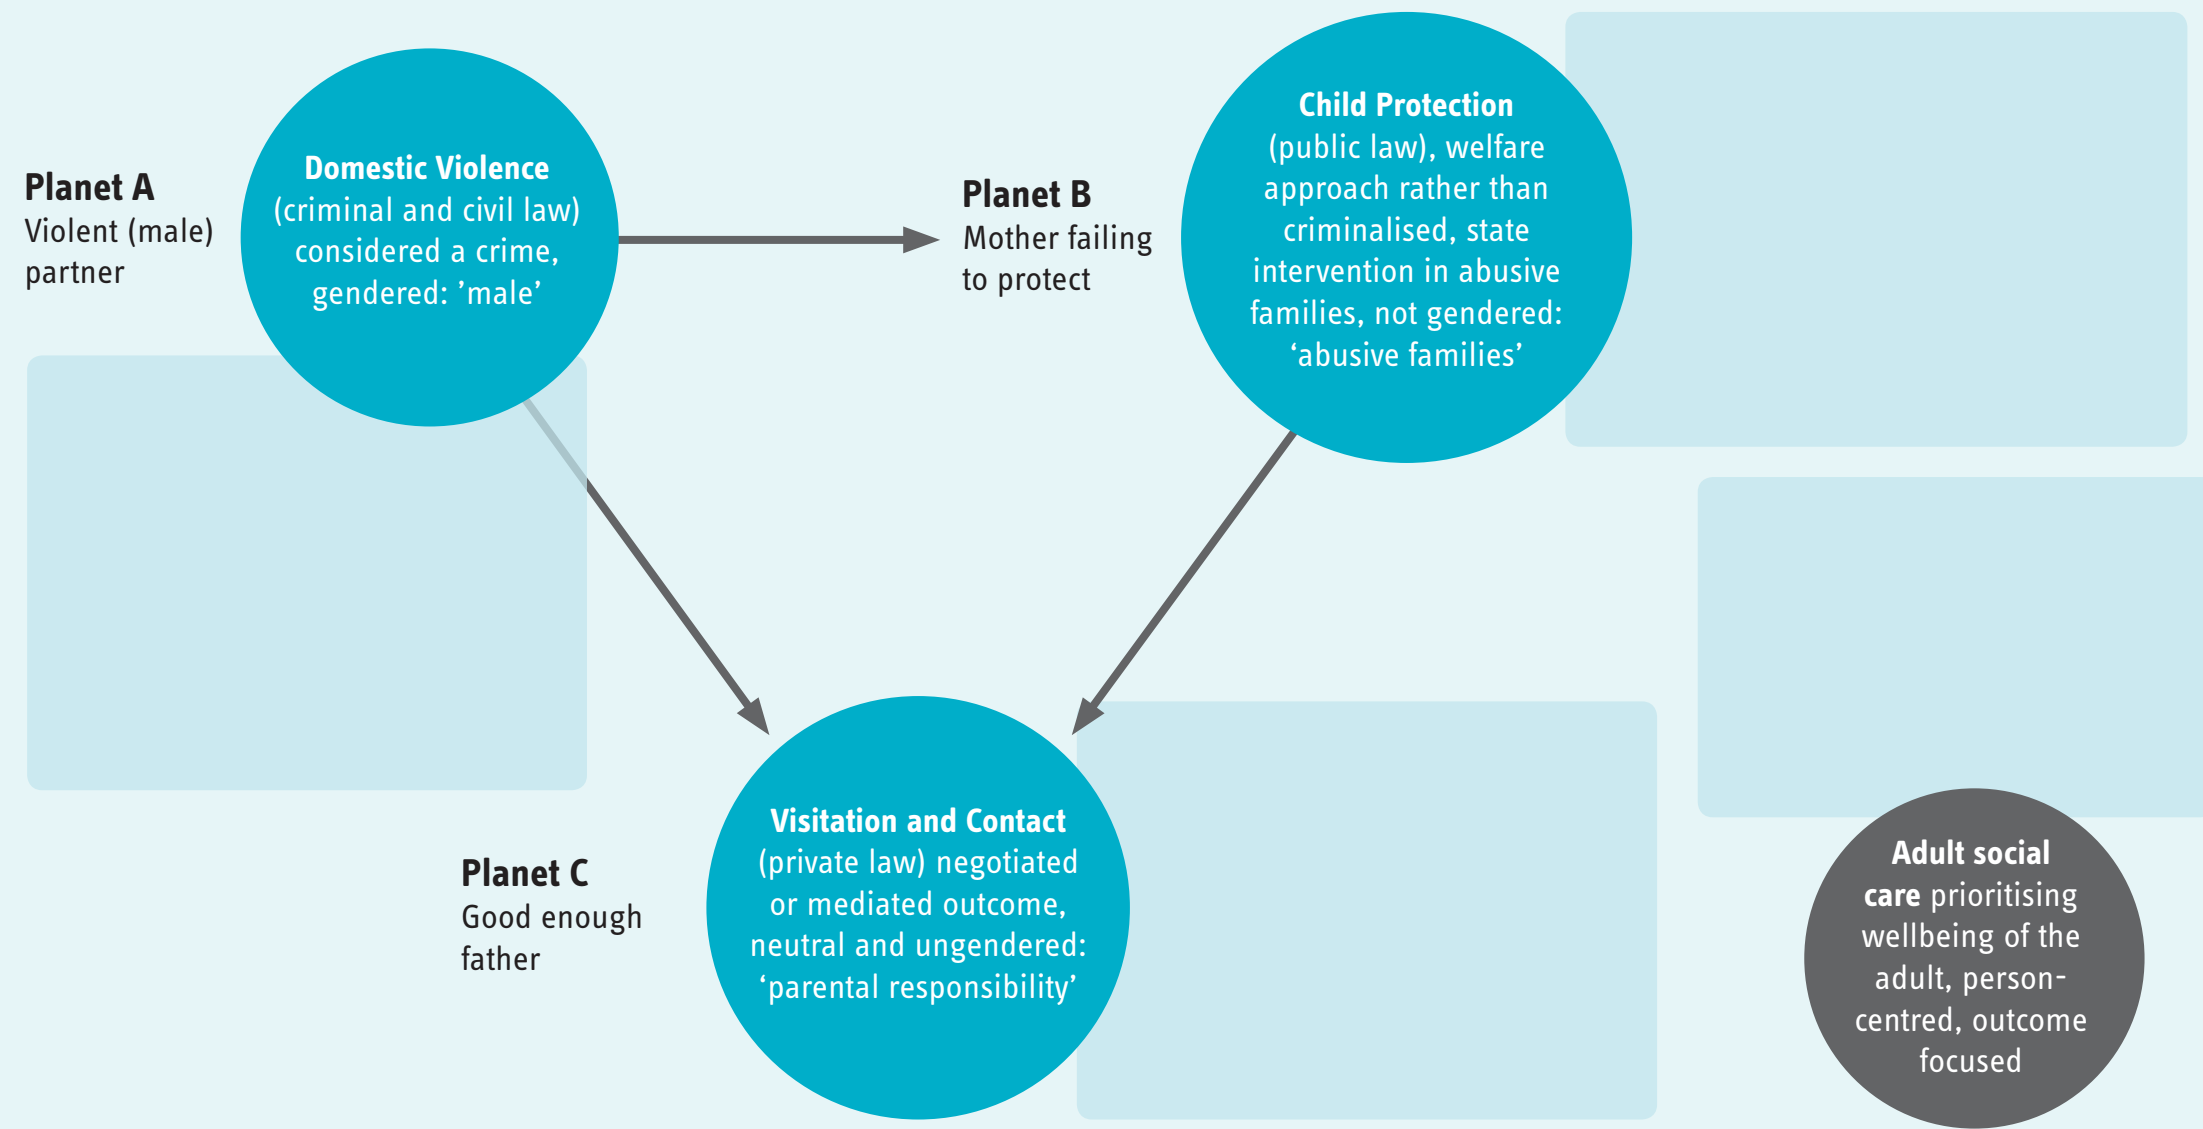 Planet A
Violent (male)
partner
Domestic Violence
(criminal and civil law)
considered a crime,
gendered: ’male’
Planet B
Mother failing
to protect
Child Protection
(public law), welfare
approach rather than
criminalised, state
intervention in abusive
families, not gendered:
‘abusive families’
Planet C
Good enough
father
Visitation and Contact
(private law) negotiated
or mediated outcome,
neutral and ungendered:
‘parental responsibility’
Adult social
care prioritising
wellbeing of the
adult, person-
centred, outcome
focused